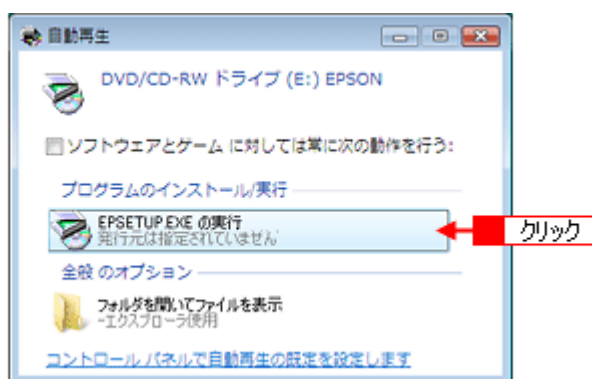 自動再生
DVD/CD-RW ドライブ (E:) EPSON
ソフトウェアとゲーム に対しては常に次の動作を行う:
プログラムのインストール/実行
EPSETUP.EXE の実行
発行元は指定されていません
クリック
全般 のオプション
フォルダを開いてファイルを表示
-エクスプローラ使用
コントロール パネルで自動再生の既定を設定します